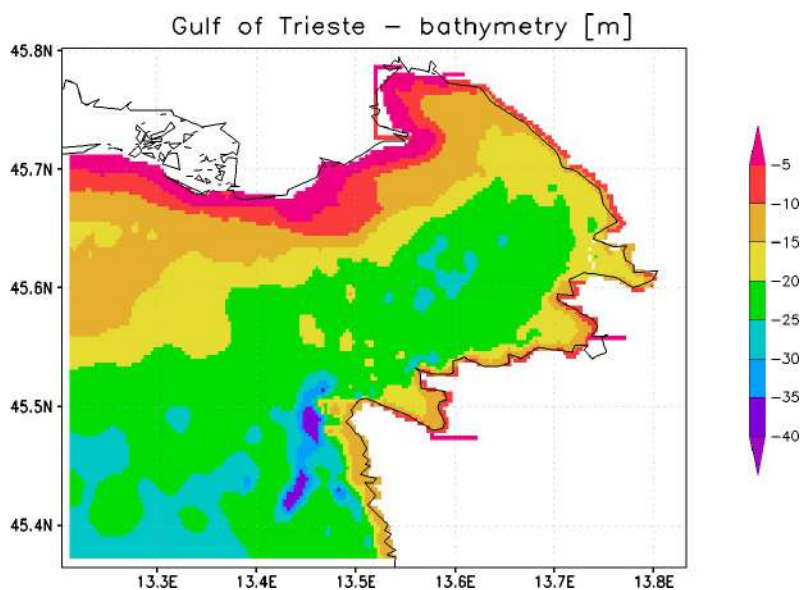 Gulf of Trieste – bathymetry [m]
45.8N
45.7N
45.6N
45.5N
45.4N
13.3E 13.4E 13.5E 13.6E 13.7E 13.8E
-5
-10
-15
-20
-25
-30
-35
-40